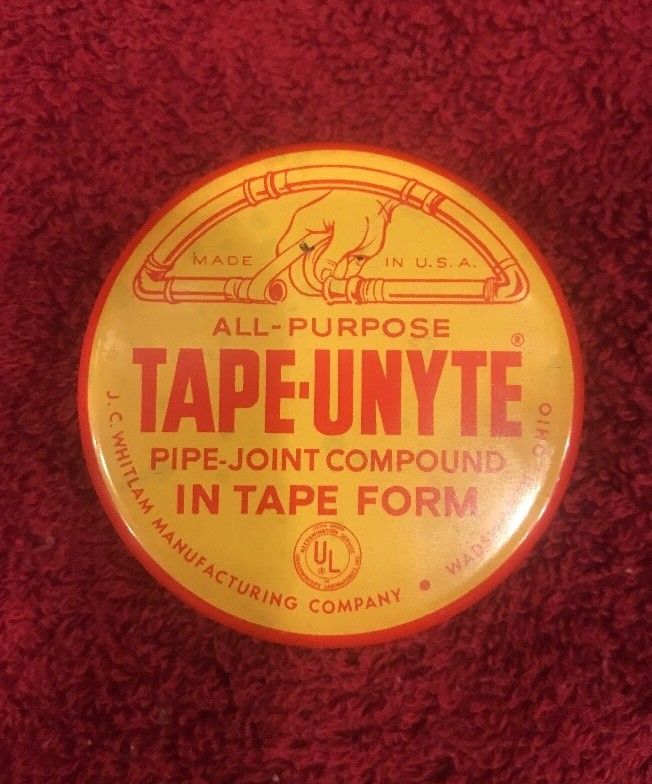 MADE IN U.S.A.
ALL-PURPOSE
TAPE-UNYTE®
PIPE-JOINT COMPOUND
IN TAPE FORM
UL
J. C. WHITLAM MANUFACTURING COMPANY • OHIO